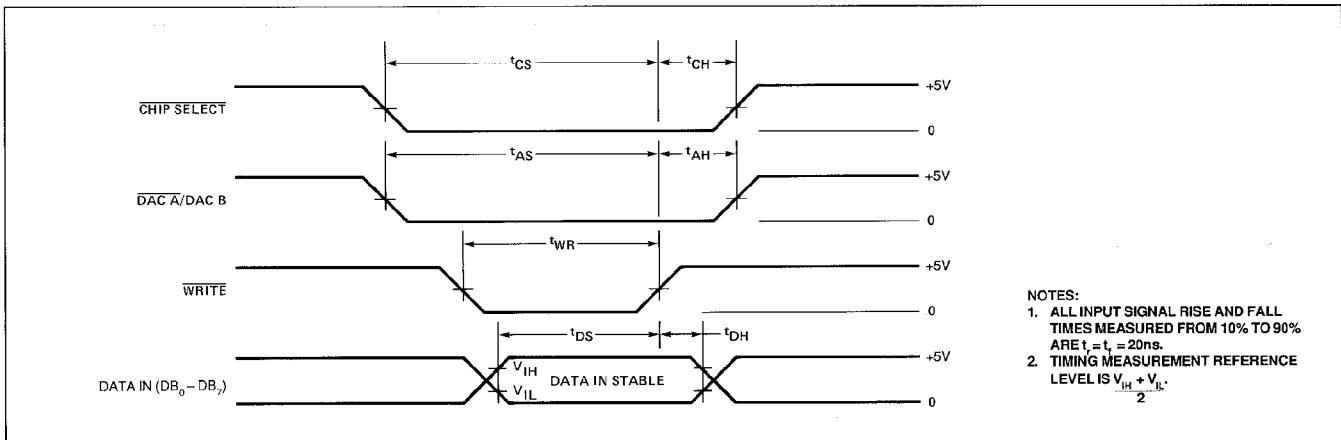 tCS
tCH
+5V
CHIP SELECT
0
tAS
tAH
+5V
DAC A/DAC B
0
tWR
+5V
WRITE
0
tDS
tDH
+5V
VIH
DATA IN STABLE
DATA IN (DB0 – DB7)
VIL
0
NOTES:
1. ALL INPUT SIGNAL RISE AND FALL
TIMES MEASURED FROM 10% TO 90%
ARE tr = tf = 20ns.
2. TIMING MEASUREMENT REFERENCE
LEVEL IS VIH + VIL.
2